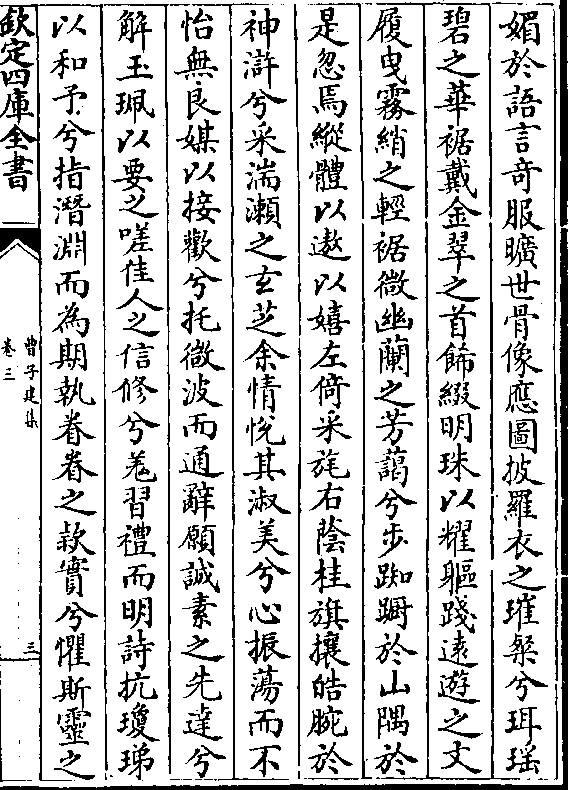 媚於語言奇服曠世骨像應圖披羅衣之璀粲兮珥瑶
碧之華裾戴金翠之首飾綴明珠以耀軀踐逺遊之文
履曳霧綃之輕裾微幽蘭之芳藹兮步踟蹰於山隅於
是忽焉縱體以遨以嬉左倚采旄右蔭桂旗攘皓腕於
神滸兮采湍瀬之玄芝余情恱其淑美兮心振蕩而不
怡無良媒以接歡兮托微波而通辭願誠素之先達兮
解玉珮以要之嗟佳人之信修兮羌習禮而明詩抗瓊珶
以和予兮指潛淵而為期執眷眷之款實兮懼斯靈之
欽定四庫全書
曹子建集
卷三
三